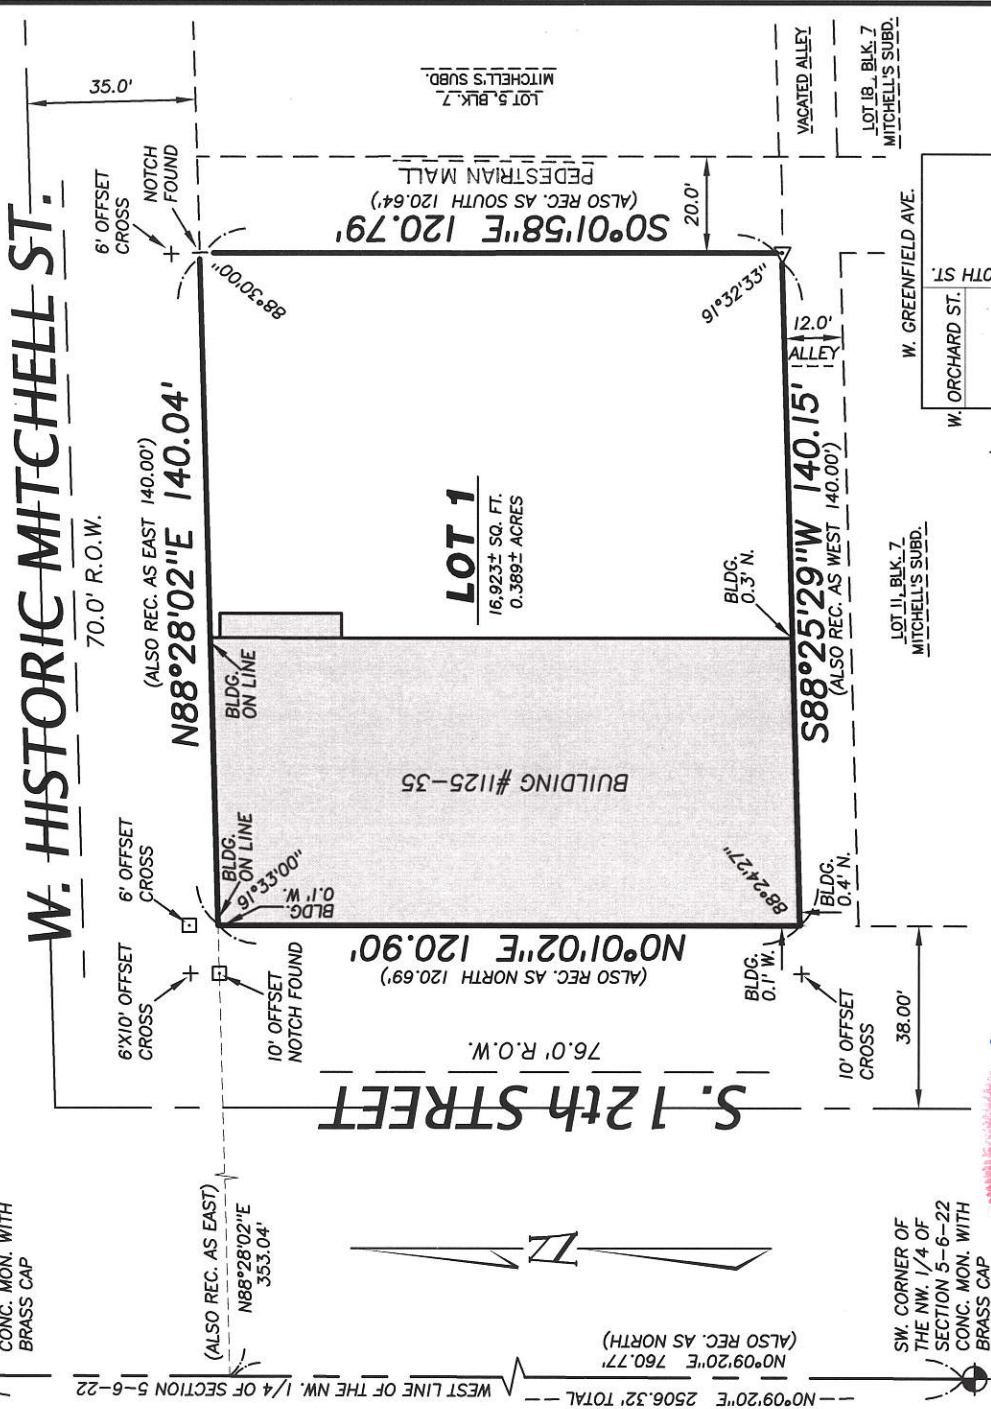 W. HISTORIC MITCHELL ST.
70.0' R.O.W.
35.0'
6' OFFSET
CROSS
NOTCH
FOUND
LOT 5, BLK. 7
MITCHELL'S SUBD.
VACATED ALLEY
LOT 18, BLK. 7
MITCHELL'S SUBD.
(ALSO REC. AS EAST 140.00')
N88°28'02"E 140.04'
88°30'00"
S0°01'58"E 120.79'
(ALSO REC. AS SOUTH 120.64')
PEDESTRIAN MALL
20.0'
91°32'33"
12.0'
ALLEY
W. GREENFIELD AVE.
W. ORCHARD ST.
LOT 1
16,923± SQ. FT.
0.389± ACRES
BLDG.
ON LINE
BLDG.
0.3' N.
S88°25'29"W 140.15'
(ALSO REC. AS WEST 140.00')
LOT 11, BLK. 7
MITCHELL'S SUBD.
BUILDING #1125-35
6' OFFSET
CROSS
BLDG.
ON LINE
91°33'00"
BLDG.
0.1' W.
88°24'27"
BLDG.
0.4' N.
6'X10' OFFSET
CROSS
10' OFFSET
NOTCH FOUND
N0°01'02"E 120.90'
(ALSO REC. AS NORTH 120.69')
BLDG.
0.1' W.
10' OFFSET
CROSS
38.00'
76.0' R.O.W.
S. 12th STREET
CONC. MON. WITH
BRASS CAP
(ALSO REC. AS EAST)
N88°28'02"E
353.04'
N
WEST LINE OF THE NW. 1/4 OF SECTION 5-6-22
N0°09'20"E 760.77'
(ALSO REC. AS NORTH)
N0°09'20"E 2506.32' TOTAL
SW. CORNER OF
THE NW. 1/4 OF
SECTION 5-6-22
CONC. MON. WITH
BRASS CAP